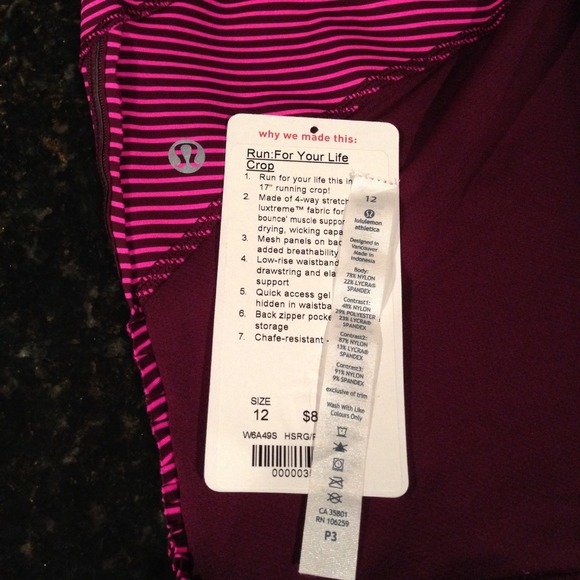 why we made this:
Run:For Your Life
Crop
1. Run for your life this in
17" running crop!
2. Made of 4-way stretch
luxtreme™ fabric for
bounce' muscle suppor
drying, wicking capa
3. Mesh panels on bac
added breathability
4. Low-rise waistband
drawstring and ela
support
5. Quick access gel
hidden in waistba
6. Back zipper pocke
storage
7. Chafe-resistant
SIZE
12 $8
W6A49S HSRG/
000003
12
lululemon
athletica
Designed in
Vancouver
Made in
Indonesia
Body:
78% NYLON
22% LYCRA®
SPANDEX
Contrast1:
48% NYLON
29% POLYESTER
23% LYCRA®
SPANDEX
Contrast2:
87% NYLON
13% LYCRA®
SPANDEX
Contrast3:
91% NYLON
9% SPANDEX
exclusive of trim
Wash With Like
Colours Only
CA 35801
RN 106259
P3